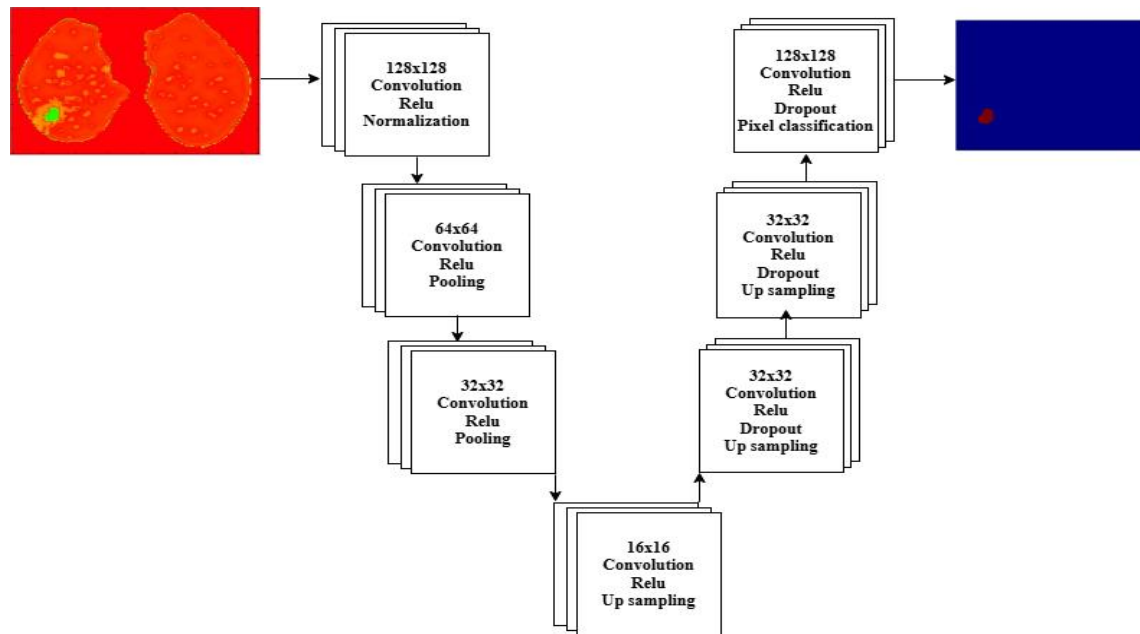 128x128
Convolution
Relu
Normalization
64x64
Convolution
Relu
Pooling
32x32
Convolution
Relu
Pooling
16x16
Convolution
Relu
Up sampling
32x32
Convolution
Relu
Dropout
Up sampling
32x32
Convolution
Relu
Dropout
Up sampling
128x128
Convolution
Relu
Dropout
Pixel classification